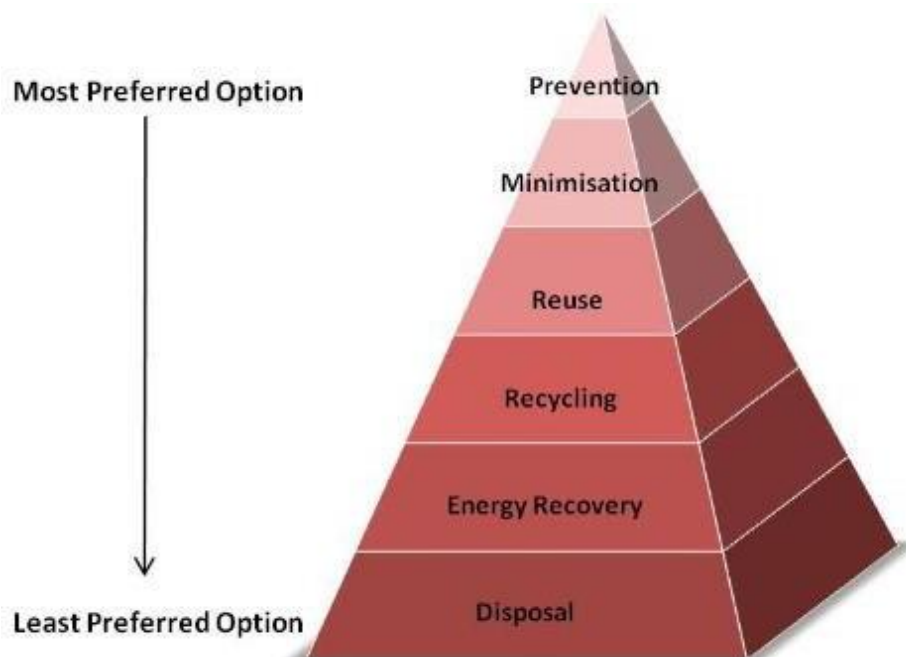 Most Preferred Option
Prevention
Minimisation
Reuse
Recycling
Energy Recovery
Disposal
Least Preferred Option